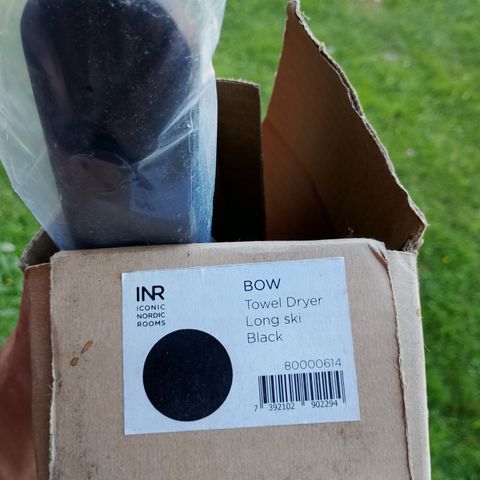 INR
ICONIC
NORDIC
ROOMS
BOW
Towel Dryer
Long ski
Black
80000614
7 392102 902294